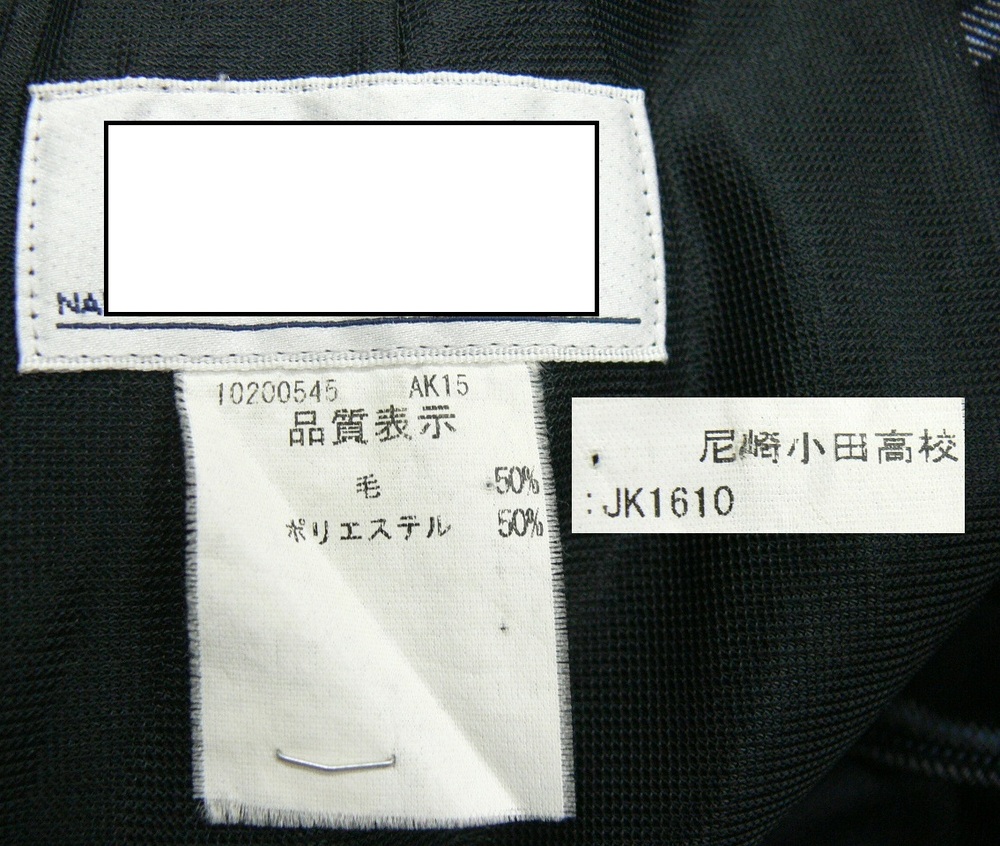 NA
10200545 AK15
品質表示
毛 50%
ポリエステル 50%
尼崎小田高校
:JK1610